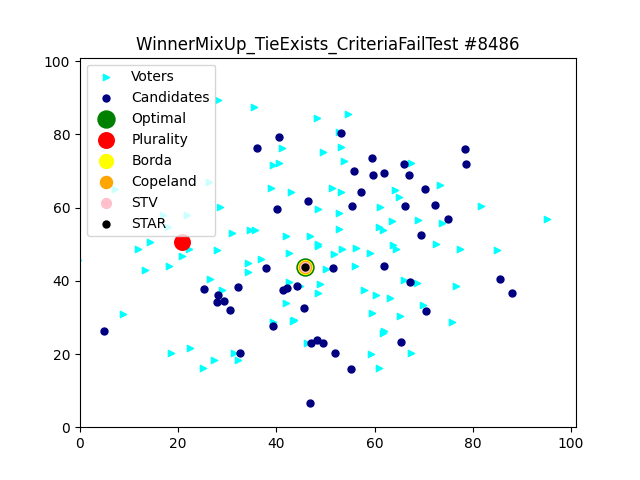 WinnerMixUp_TieExists_CriteriaFailTest #8486
100
80
60
40
20
0
0
20
40
60
80
100
Voters
Candidates
Optimal
Plurality
Borda
Copeland
STV
STAR